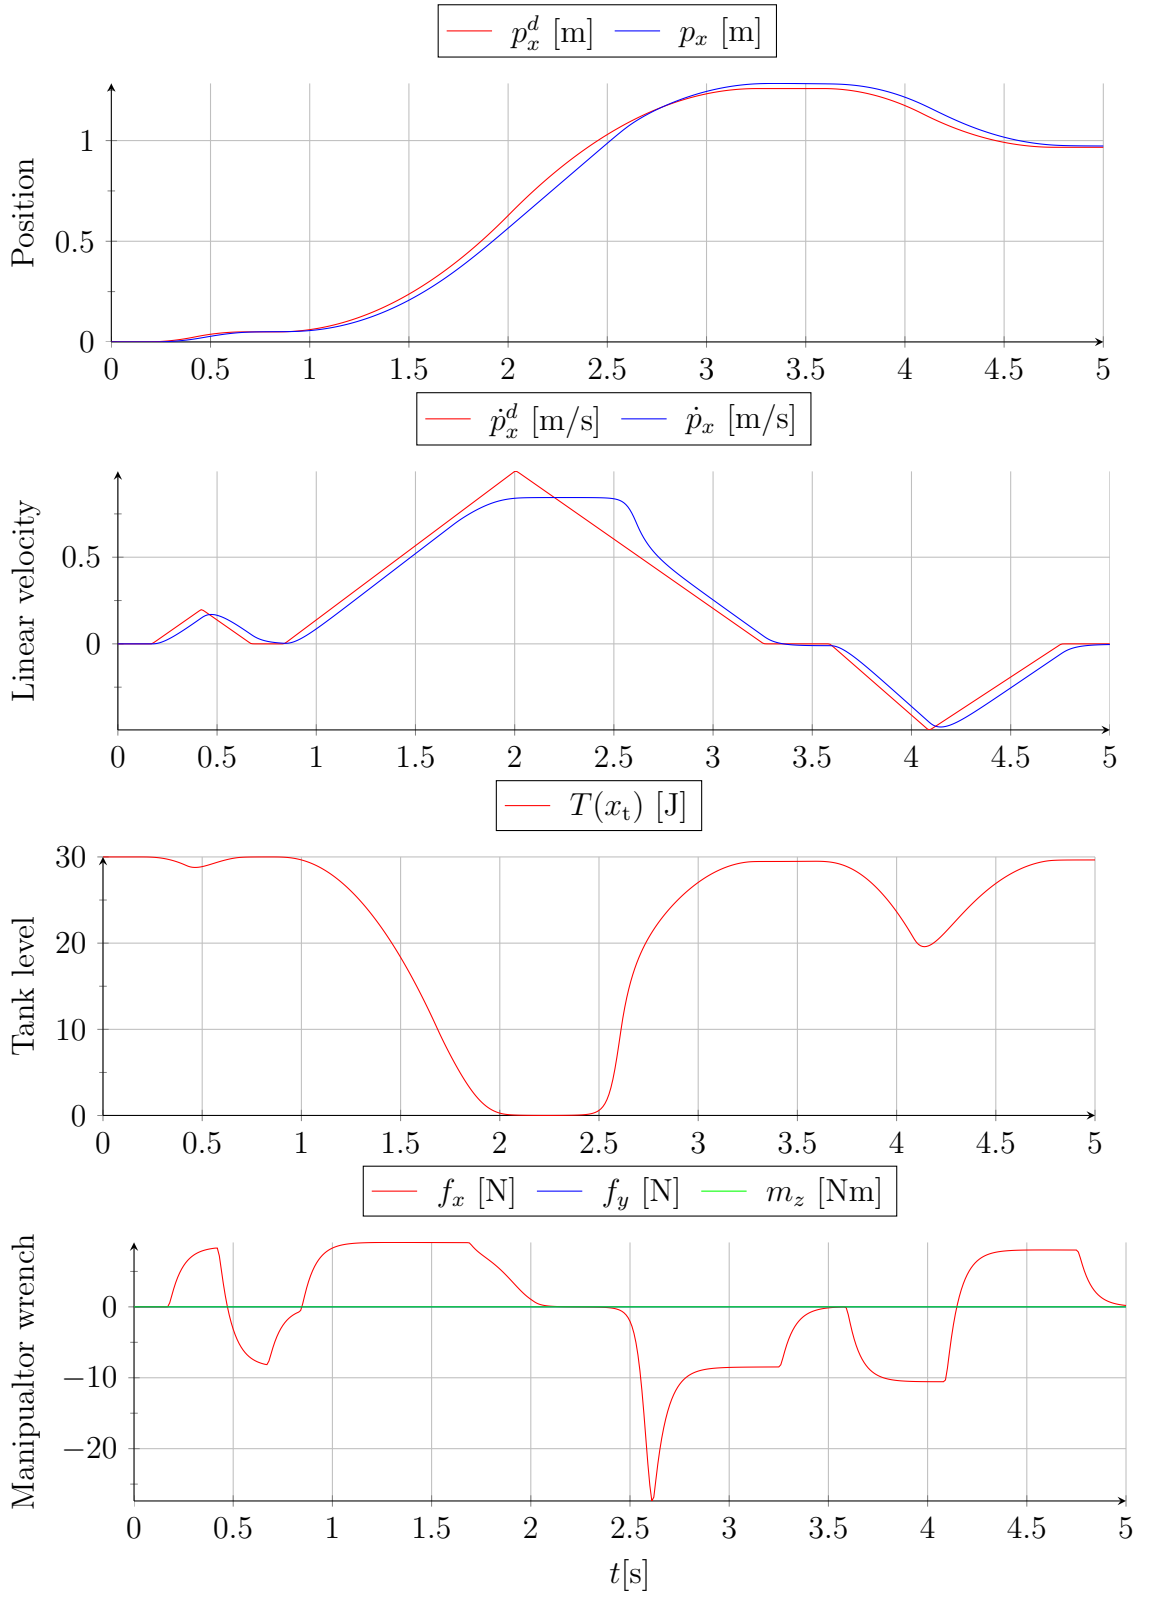 p_x^d [m] p_x [m]
Position
1
0.5
0
0 0.5 1 1.5 2 2.5 3 3.5 4 4.5 5
ṗ_x^d [m/s] ṗ_x [m/s]
Linear velocity
0.5
0
0 0.5 1 1.5 2 2.5 3 3.5 4 4.5 5
T(x_t) [J]
Tank level
30
20
10
0
0 0.5 1 1.5 2 2.5 3 3.5 4 4.5 5
f_x [N] f_y [N] m_z [Nm]
Manipualtor wrench
0
−10
−20
0 0.5 1 1.5 2 2.5 3 3.5 4 4.5 5
t[s]